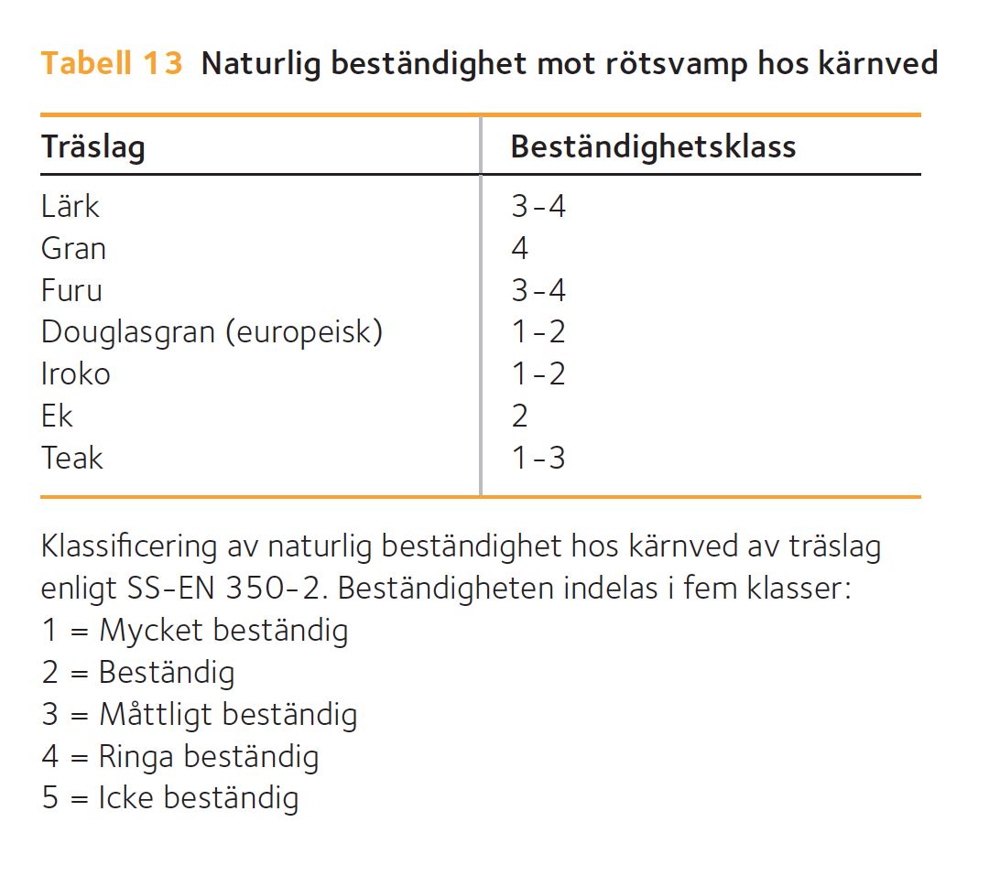 Tabell 13 Naturlig beständighet mot rötsvamp hos kärnved
Träslag Beständighetsklass
Lärk 3-4
Gran 4
Furu 3-4
Douglasgran (europeisk) 1-2
Iroko 1-2
Ek 2
Teak 1-3
Klassificering av naturlig beständighet hos kärnved av träslag
enligt SS-EN 350-2. Beständigheten indelas i fem klasser:
1 = Mycket beständig
2 = Beständig
3 = Måttligt beständig
4 = Ringa beständig
5 = Icke beständig